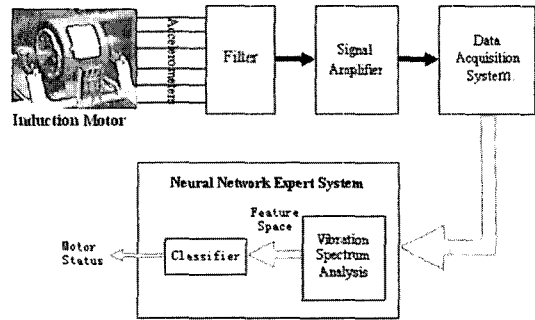 Accelerometers
Filter
Signal
Amplifier
Data
Acquisition
System
Induction Motor
Neural Network Expert System
Feature
Space
Motor
Status
Classifier
Vibration
Spectrum
Analysis